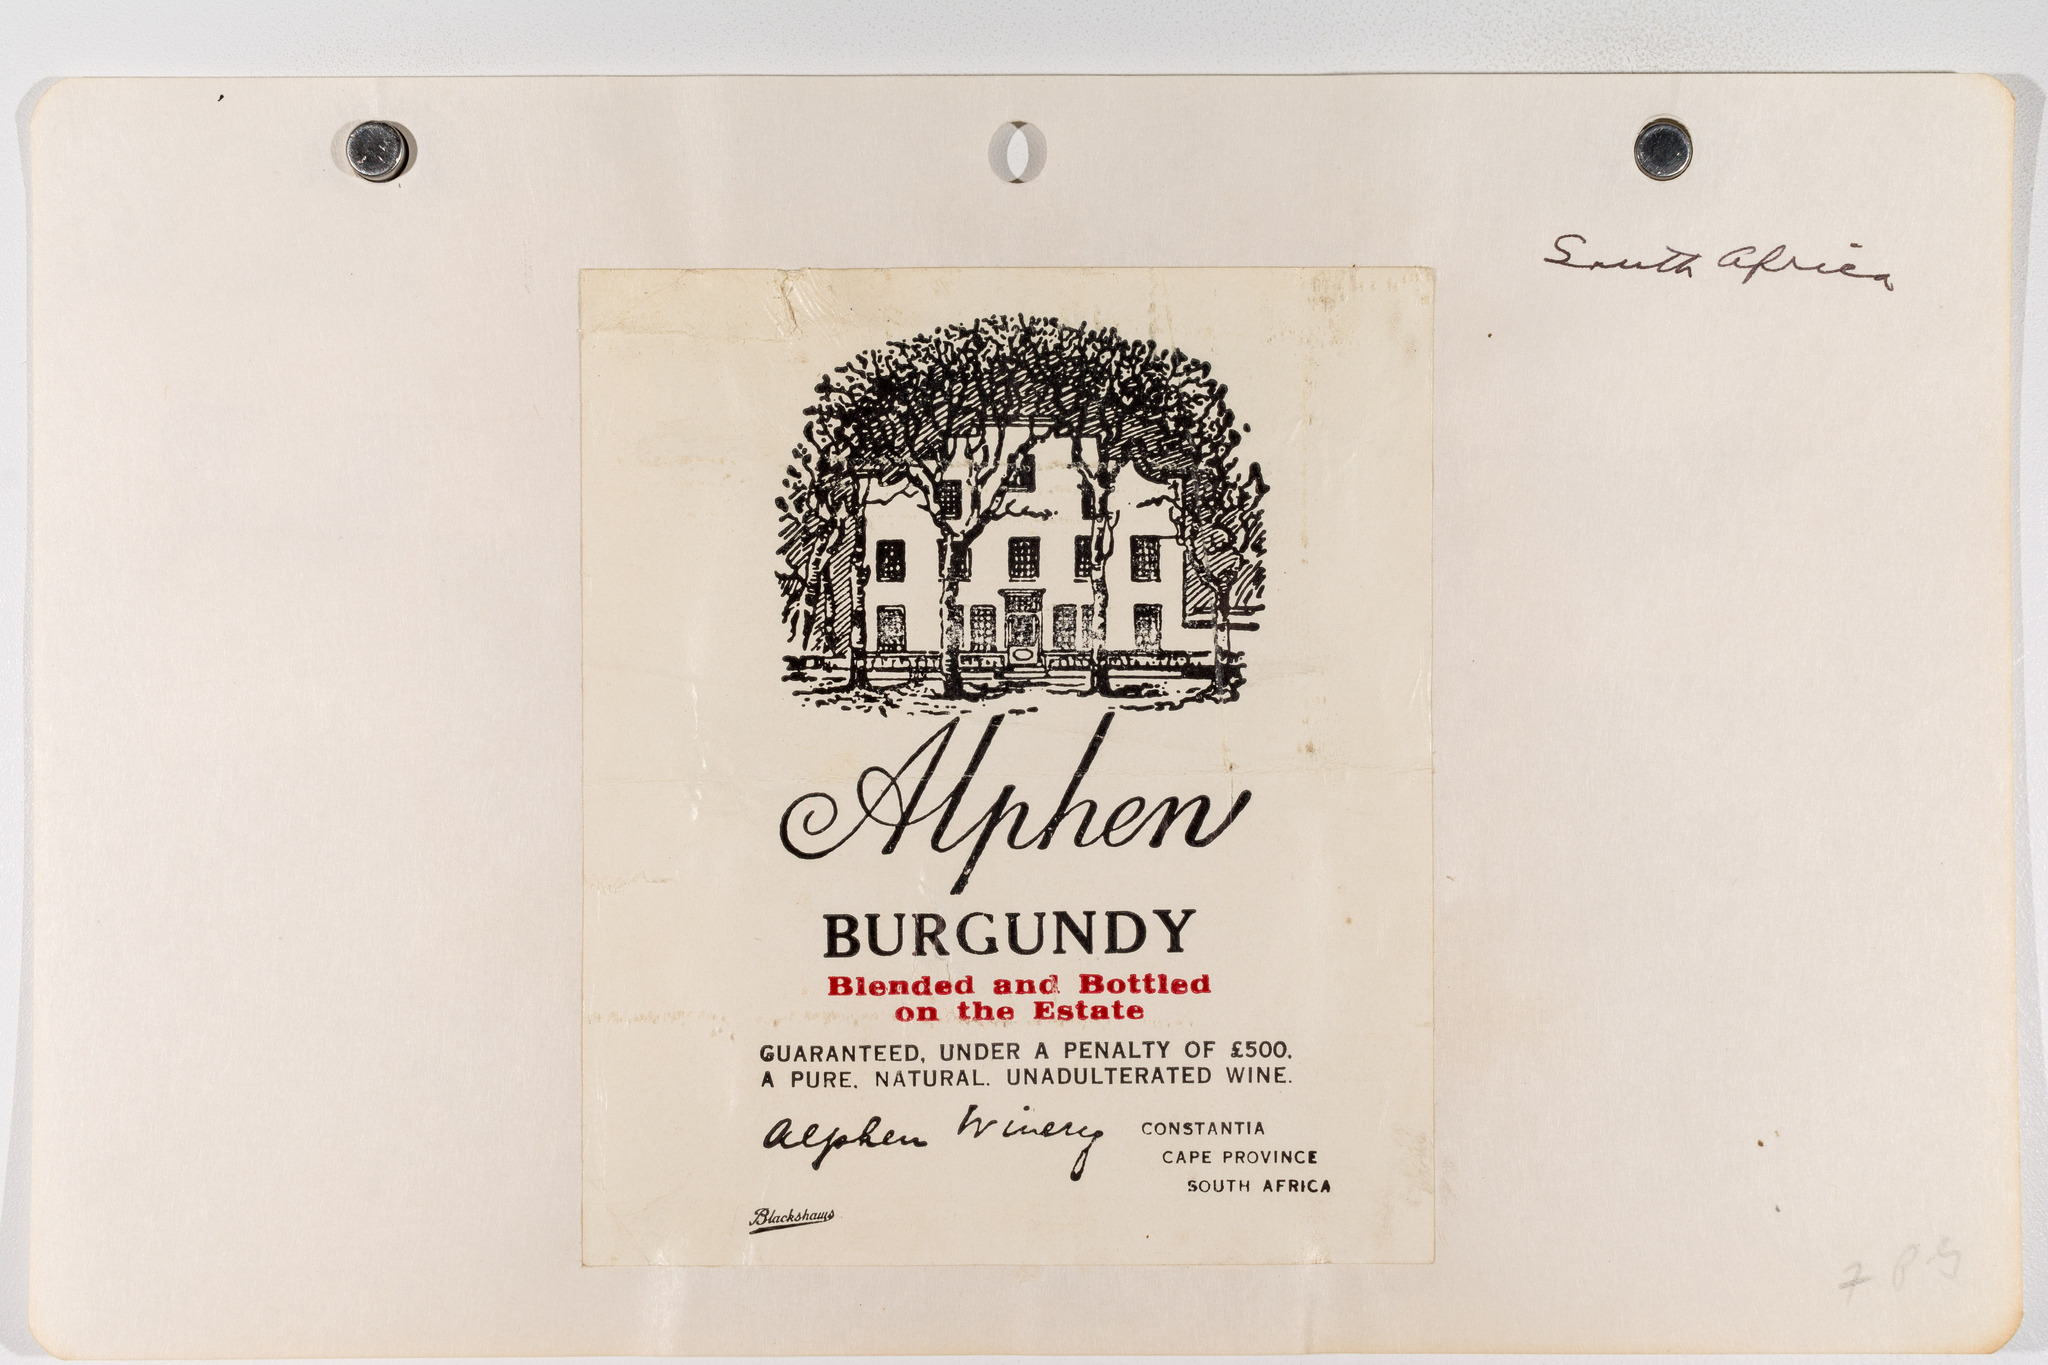 South Africa
Alphen
BURGUNDY
Blended and Bottled
on the Estate
GUARANTEED, UNDER A PENALTY OF £500.
A PURE. NATURAL. UNADULTERATED WINE.
Alphen Winery
CONSTANTIA
CAPE PROVINCE
SOUTH AFRICA
Blackshaws